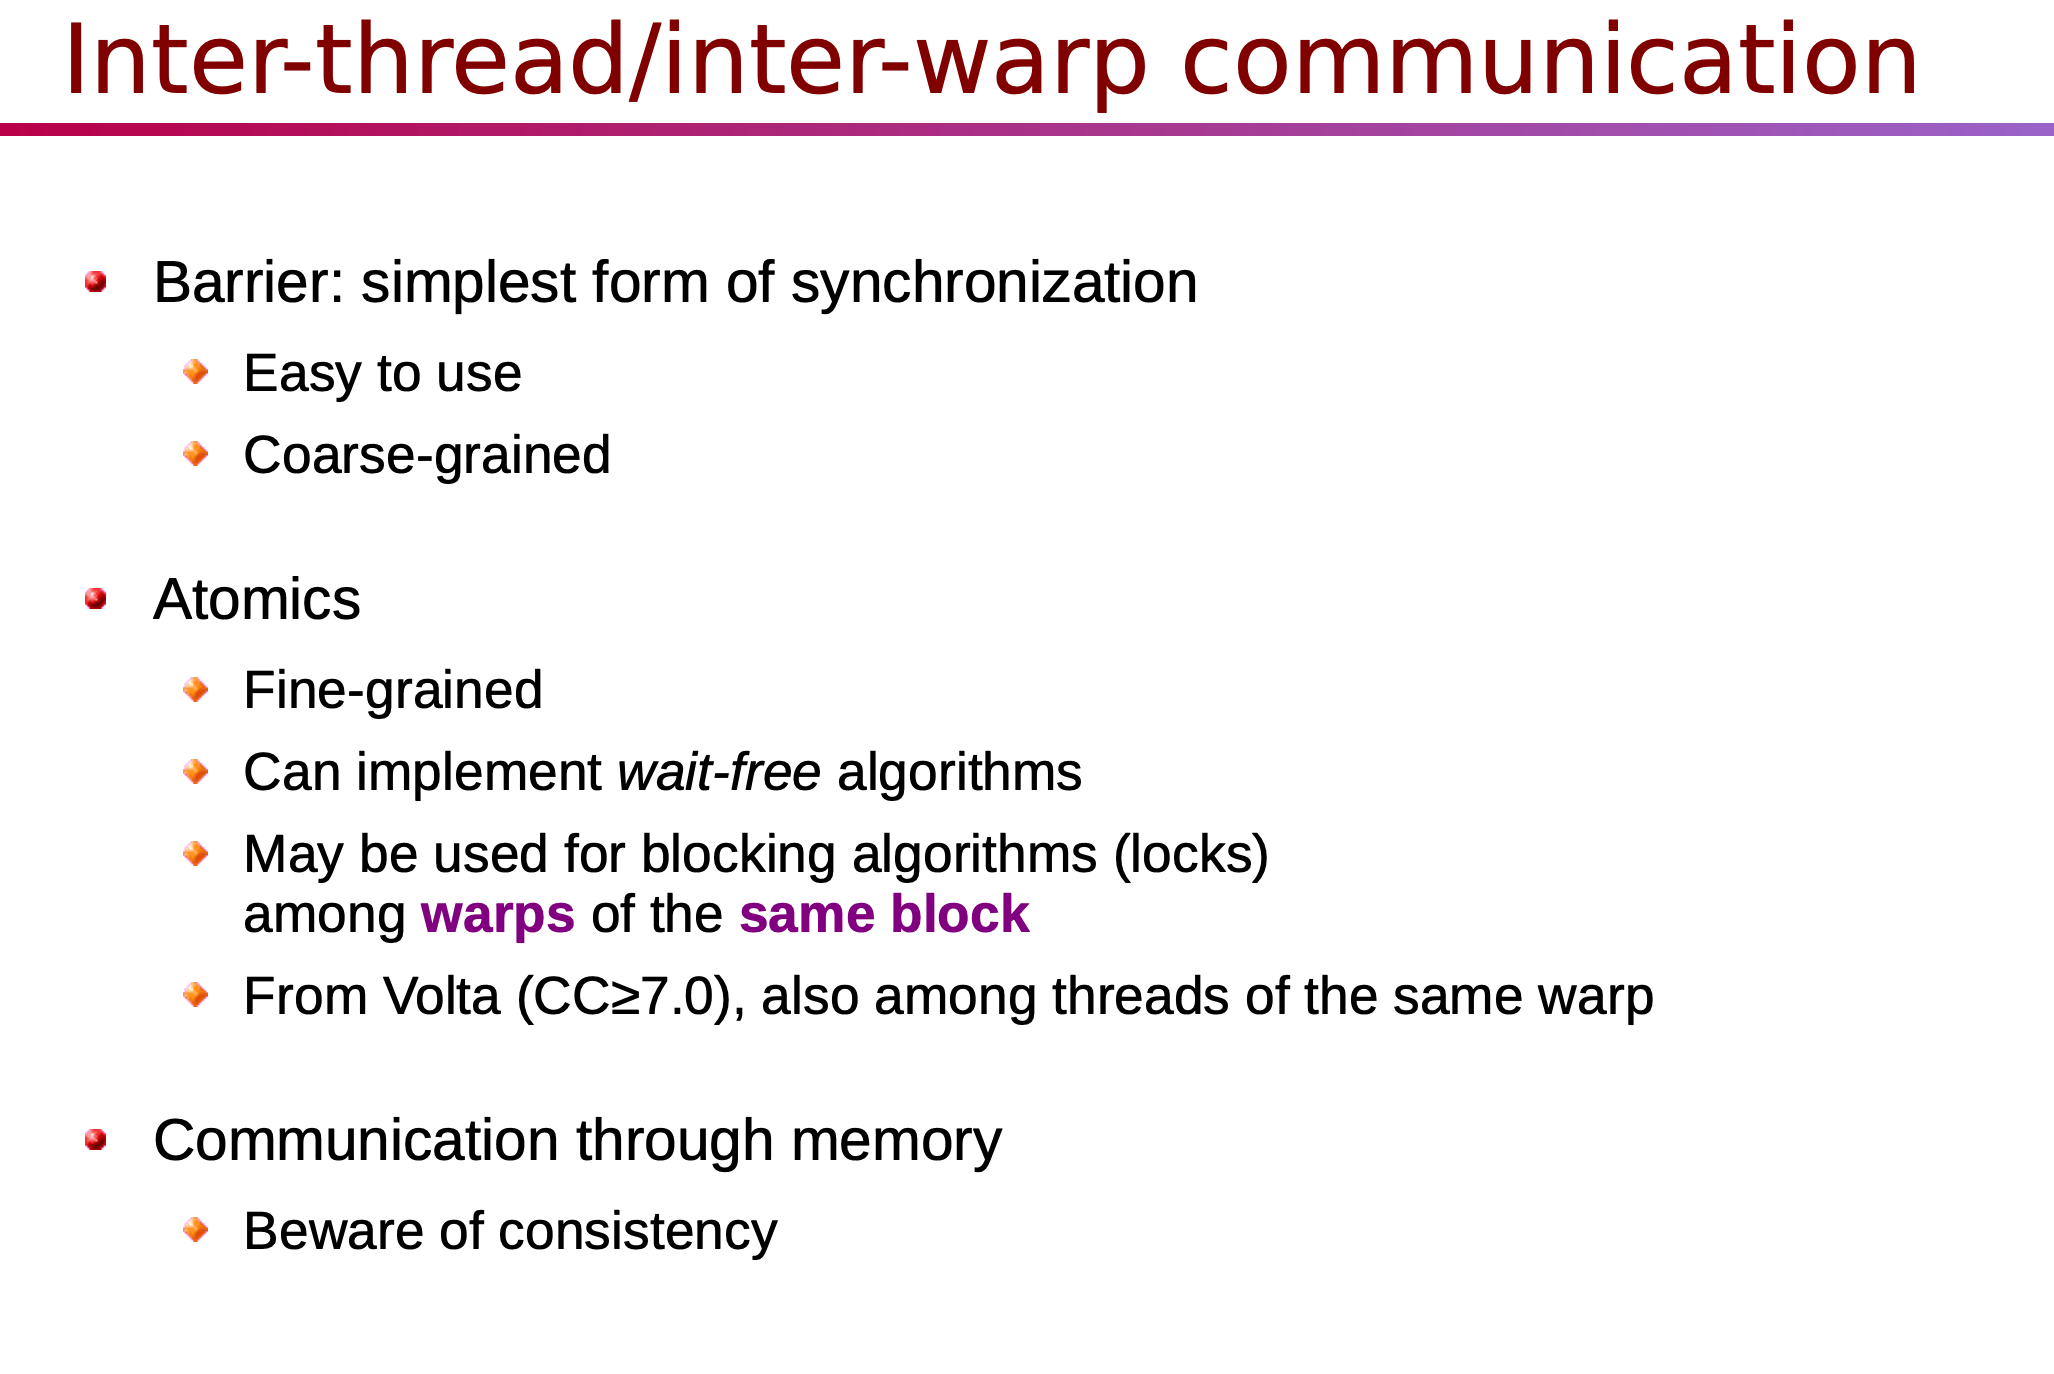 Inter-thread/inter-warp communication
Barrier: simplest form of synchronization
Easy to use
Coarse-grained
Atomics
Fine-grained
Can implement wait-free algorithms
May be used for blocking algorithms (locks)
among warps of the same block
From Volta (CC≥7.0), also among threads of the same warp
Communication through memory
Beware of consistency